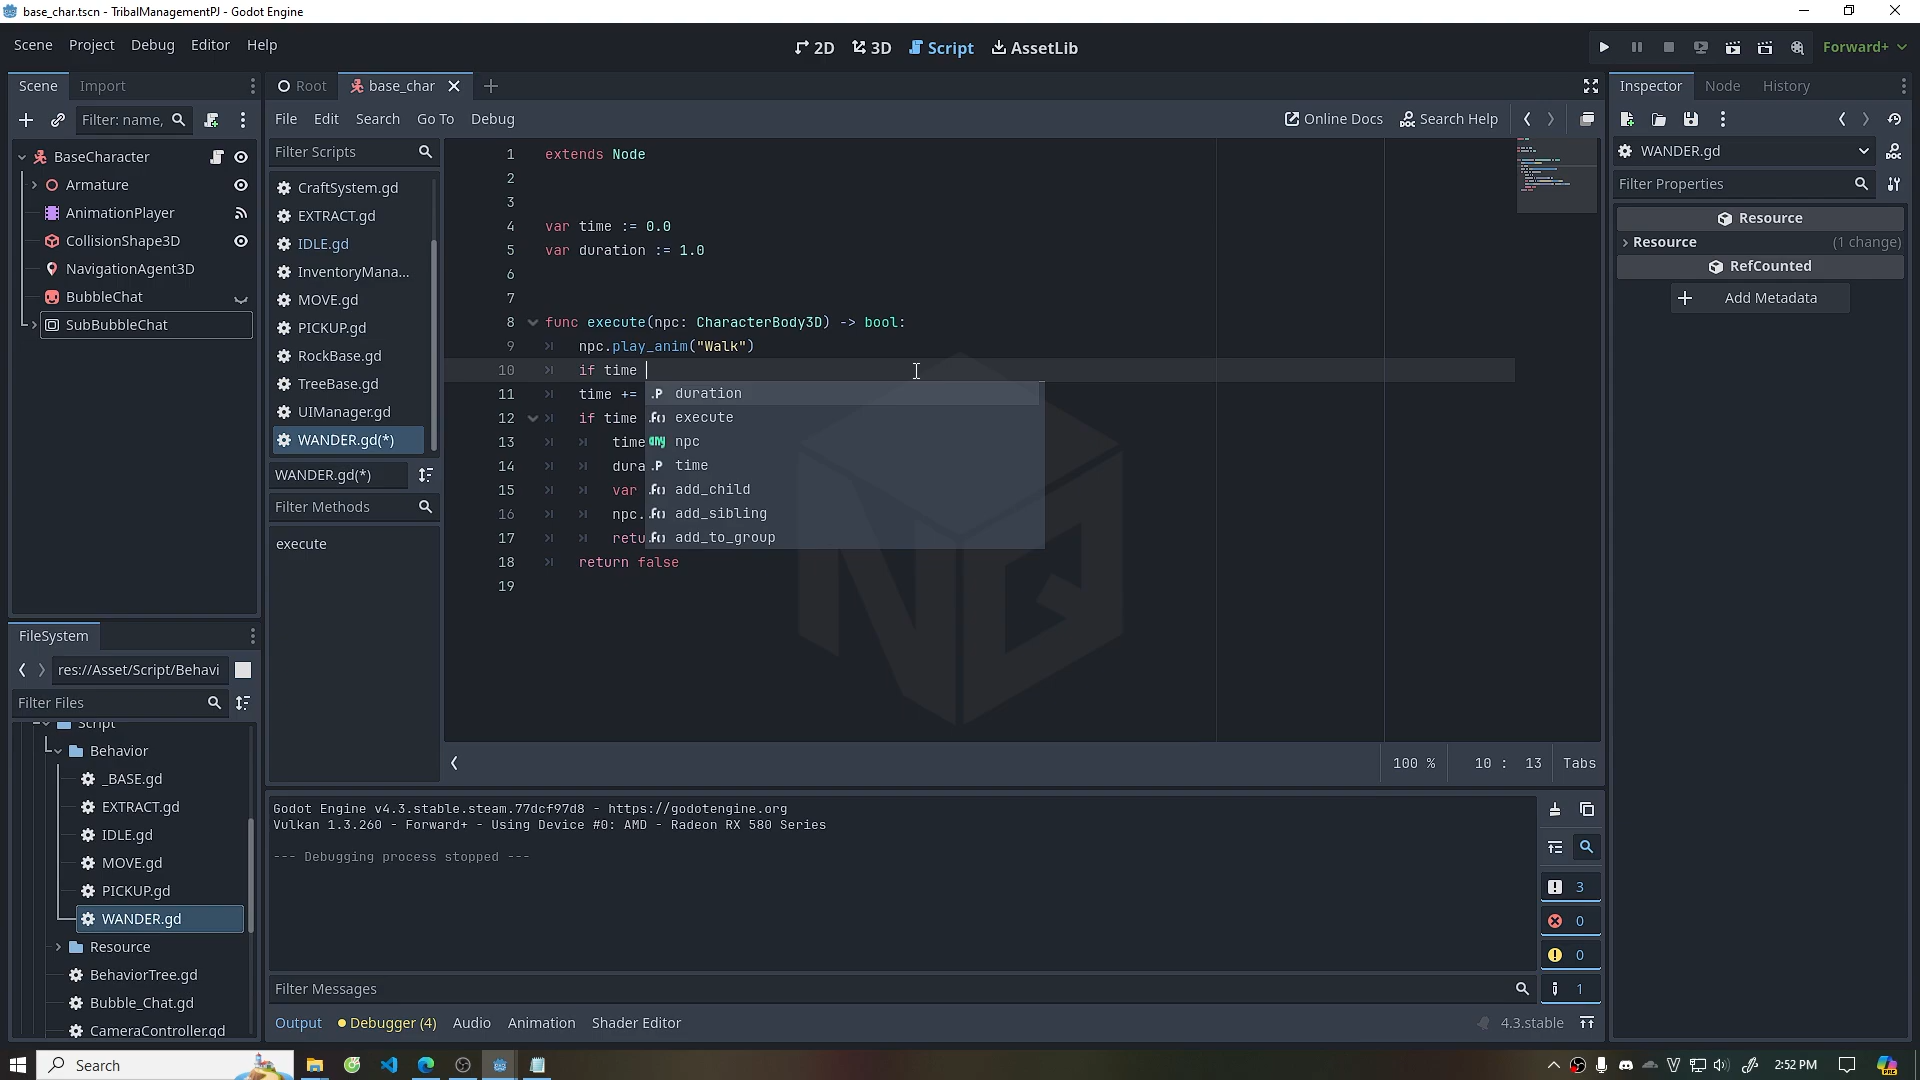 base_char.tscn - TribalManagementPJ - Godot Engine
Scene Project Debug Editor Help
2D 3D Script AssetLib
Forward+
Scene Import
Root base_char
Inspector Node History
Filter: name,
File Edit Search Go To Debug
Online Docs Search Help
BaseCharacter
Armature
AnimationPlayer
CollisionShape3D
NavigationAgent3D
BubbleChat
SubBubbleChat
Filter Scripts
CraftSystem.gd
EXTRACT.gd
IDLE.gd
InventoryMana...
MOVE.gd
PICKUP.gd
RockBase.gd
TreeBase.gd
UIManager.gd
WANDER.gd(*)
WANDER.gd(*)
Filter Methods
execute
1 extends Node
2
3
4 var time := 0.0
5 var duration := 1.0
6
7
8 func execute(npc: CharacterBody3D) -> bool:
9 npc.play_anim("Walk")
10 if time
11 time +=
12 if time
13 time
14 dura
15 var
16 npc.
17 retu
18 return false
19
duration
execute
npc
time
add_child
add_sibling
add_to_group
NQ
100 % 10 : 13 Tabs
WANDER.gd
Filter Properties
Resource
Resource (1 change)
RefCounted
Add Metadata
FileSystem
res://Asset/Script/Behavi
Filter Files
Script
Behavior
_BASE.gd
EXTRACT.gd
IDLE.gd
MOVE.gd
PICKUP.gd
WANDER.gd
Resource
BehaviorTree.gd
Bubble_Chat.gd
CameraController.gd
Godot Engine v4.3.stable.steam.77dcf97d8 - https://godotengine.org
Vulkan 1.3.260 - Forward+ - Using Device #0: AMD - Radeon RX 580 Series
--- Debugging process stopped ---
3
0
0
1
Filter Messages
Output Debugger (4) Audio Animation Shader Editor
4.3.stable
Search
2:52 PM